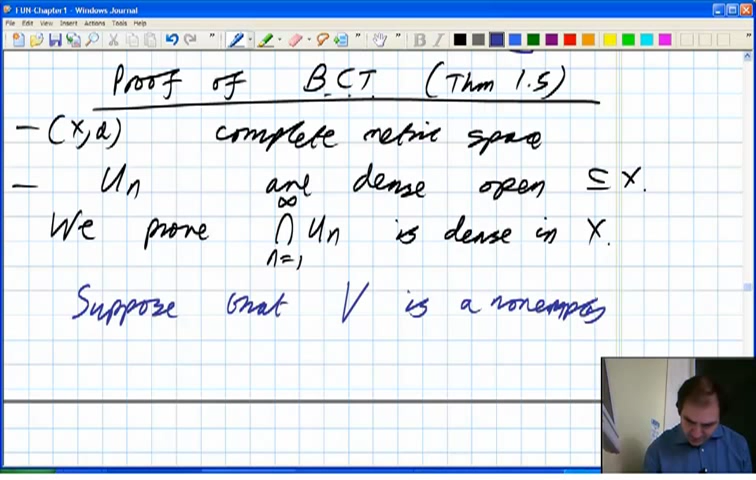 FUN-Chapter 1 - Windows Journal
File Edit View Insert Actions Tools Help
Proof of B.C.T. (Thm 1.5)
– (X,d) complete metric space
– Un are dense open ⊆ X.
We prove ∞ ⋂ n=1 Un is dense in X.
Suppose that V is a nonempty